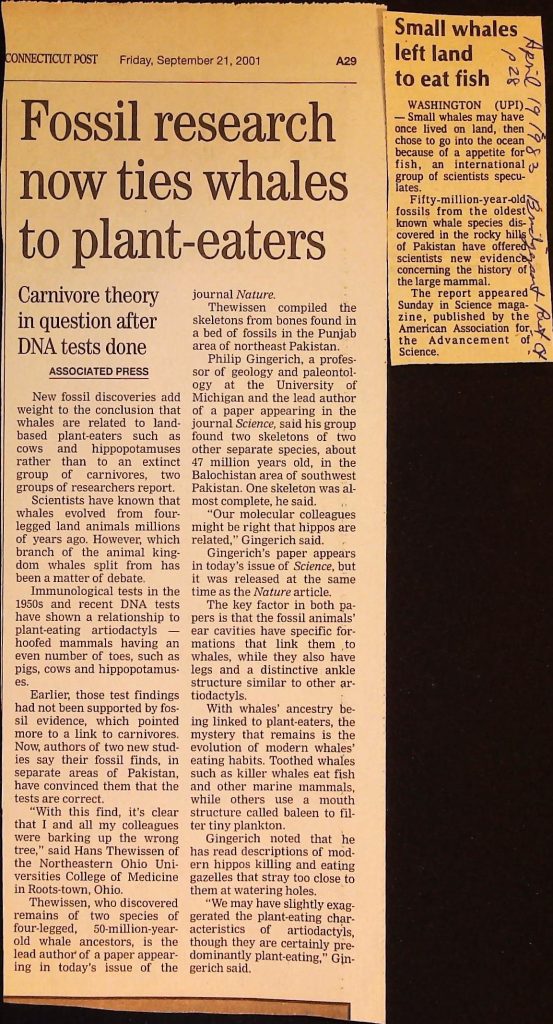 CONNECTICUT POST Friday, September 21, 2001 A29
Fossil research
now ties whales
to plant-eaters
Carnivore theory
in question after
DNA tests done
ASSOCIATED PRESS
New fossil discoveries add
weight to the conclusion that
whales are related to land-
based plant-eaters such as
cows and hippopotamuses
rather than to an extinct
group of carnivores, two
groups of researchers report.
Scientists have known that
whales evolved from four-
legged land animals millions
of years ago. However, which
branch of the animal king-
dom whales split from has
been a matter of debate.
Immunological tests in the
1950s and recent DNA tests
have shown a relationship to
plant-eating artiodactyls —
hoofed mammals having an
even number of toes, such as
pigs, cows and hippopotamus-
es.
Earlier, those test findings
had not been supported by fos-
sil evidence, which pointed
more to a link to carnivores.
Now, authors of two new stud-
ies say their fossil finds, in
separate areas of Pakistan,
have convinced them that the
tests are correct.
“With this find, it's clear
that I and all my colleagues
were barking up the wrong
tree,” said Hans Thewissen of
the Northeastern Ohio Uni-
versities College of Medicine
in Roots-town, Ohio.
Thewissen, who discovered
remains of two species of
four-legged, 50-million-year-
old whale ancestors, is the
lead author of a paper appear-
ing in today's issue of the
journal Nature.
Thewissen compiled the
skeletons from bones found in
a bed of fossils in the Punjab
area of northeast Pakistan.
Philip Gingerich, a profes-
sor of geology and paleontol-
ogy at the University of
Michigan and the lead author
of a paper appearing in the
journal Science, said his group
found two skeletons of two
other separate species, about
47 million years old, in the
Balochistan area of southwest
Pakistan. One skeleton was al-
most complete, he said.
“Our molecular colleagues
might be right that hippos are
related,” Gingerich said.
Gingerich's paper appears
in today's issue of Science, but
it was released at the same
time as the Nature article.
The key factor in both pa-
pers is that the fossil animals'
ear cavities have specific for-
mations that link them to
whales, while they also have
legs and a distinctive ankle
structure similar to other ar-
tiodactyls.
With whales' ancestry be-
ing linked to plant-eaters, the
mystery that remains is the
evolution of modern whales'
eating habits. Toothed whales
such as killer whales eat fish
and other marine mammals,
while others use a mouth
structure called baleen to fil-
ter tiny plankton.
Gingerich noted that he
has read descriptions of mod-
ern hippos killing and eating
gazelles that stray too close to
them at watering holes.
“We may have slightly exag-
gerated the plant-eating char-
acteristics of artiodactyls,
though they are certainly pre-
dominantly plant-eating,” Gin-
gerich said.
Small whales
left land
to eat fish
WASHINGTON (UPI)
— Small whales may have
once lived on land, then
chose to go into the ocean
because of a appetite for
fish, an international
group of scientists specu-
lates.
Fifty-million-year-old
fossils from the oldest
known whale species dis-
covered in the rocky hills
of Pakistan have offered
scientists new evidence
concerning the history of
the large mammal.
The report appeared
Sunday in Science maga-
zine, published by the
American Association for
the Advancement of
Science.
April 19 1983 Bridgeport Post
p 28